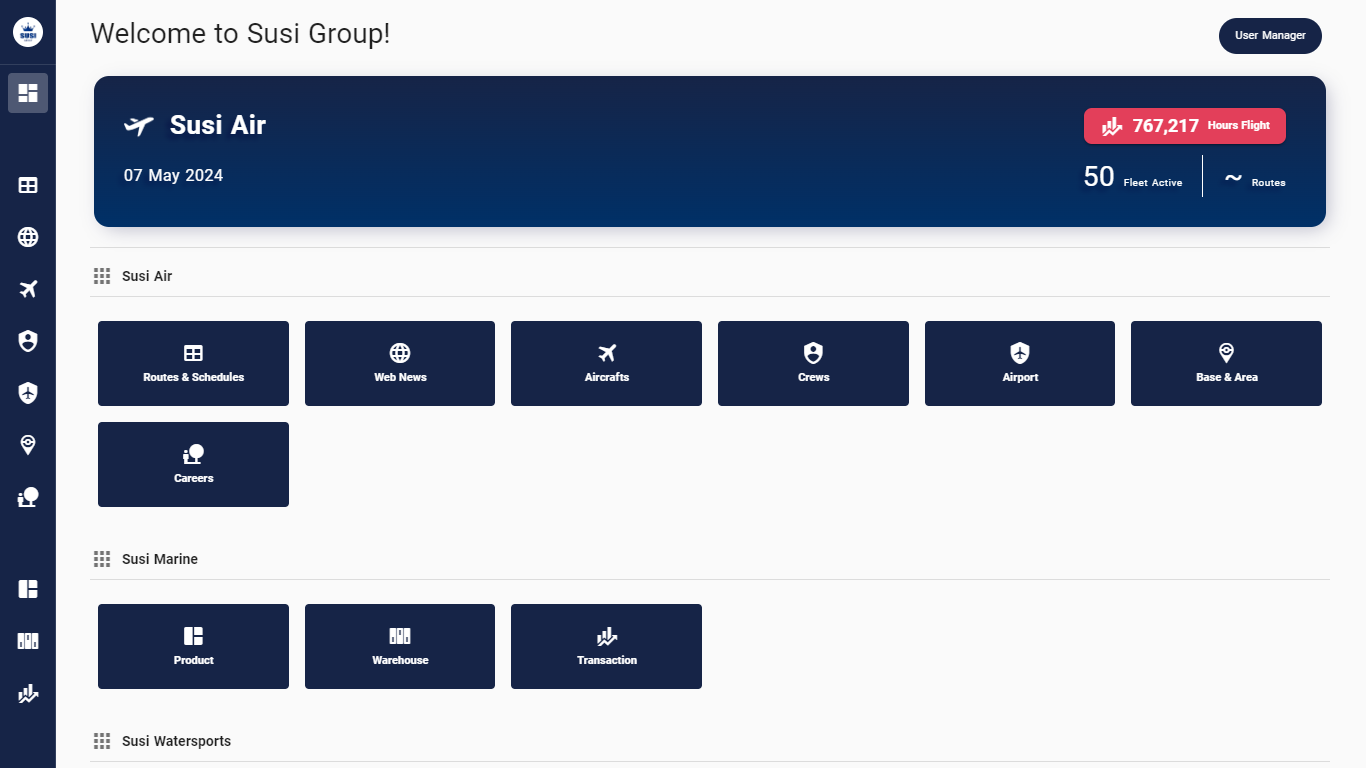 SUSI
Welcome to Susi Group!
User Manager
Susi Air
767,217 Hours Flight
07 May 2024
50 Fleet Active
~ Routes
Susi Air
Routes & Schedules
Web News
Aircrafts
Crews
Airport
Base & Area
Careers
Susi Marine
Product
Warehouse
Transaction
Susi Watersports